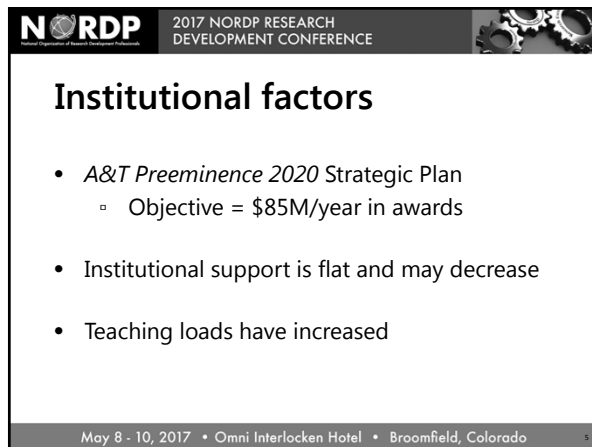 NORDP
National Organization of Research Development Professionals
2017 NORDP RESEARCH
DEVELOPMENT CONFERENCE
Institutional factors
• A&T Preeminence 2020 Strategic Plan
▫ Objective = $85M/year in awards
• Institutional support is flat and may decrease
• Teaching loads have increased
May 8 - 10, 2017 • Omni Interlocken Hotel • Broomfield, Colorado
5